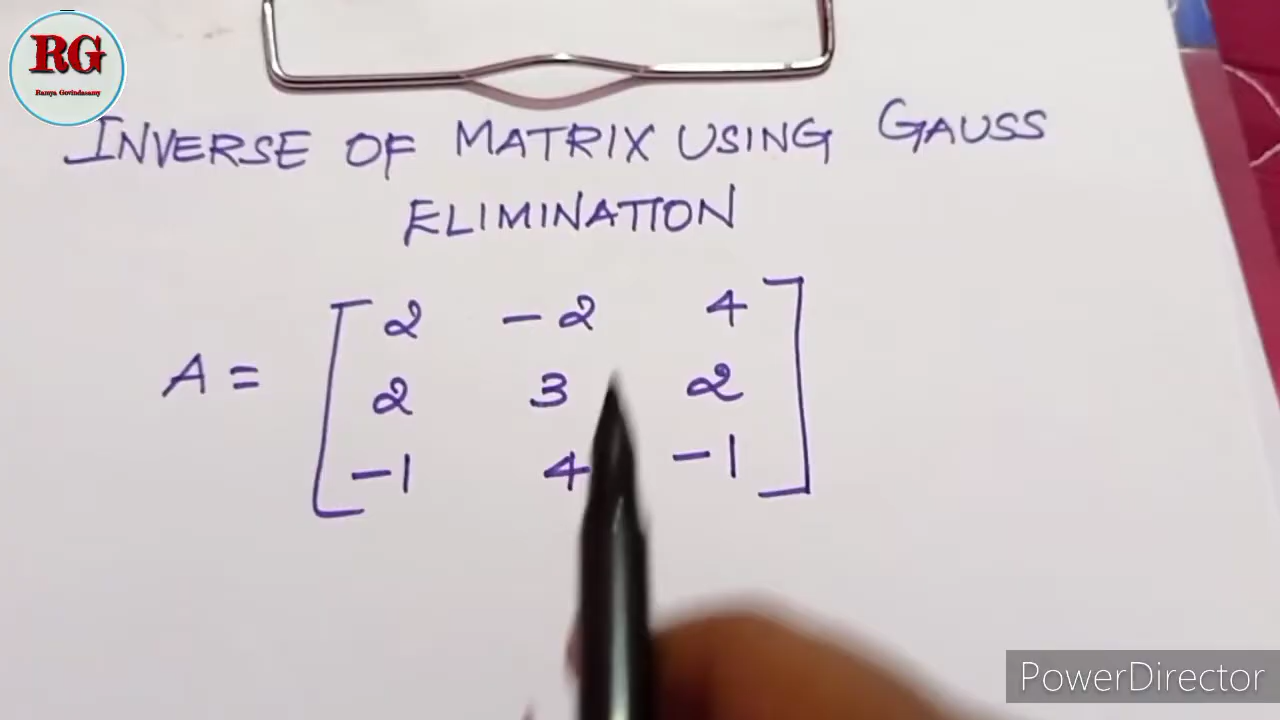 RG
Ramya Govindasamy
INVERSE OF MATRIX USING GAUSS
ELIMINATION
A = [ 2 -2 4
2 3 2
-1 4 -1 ]
PowerDirector